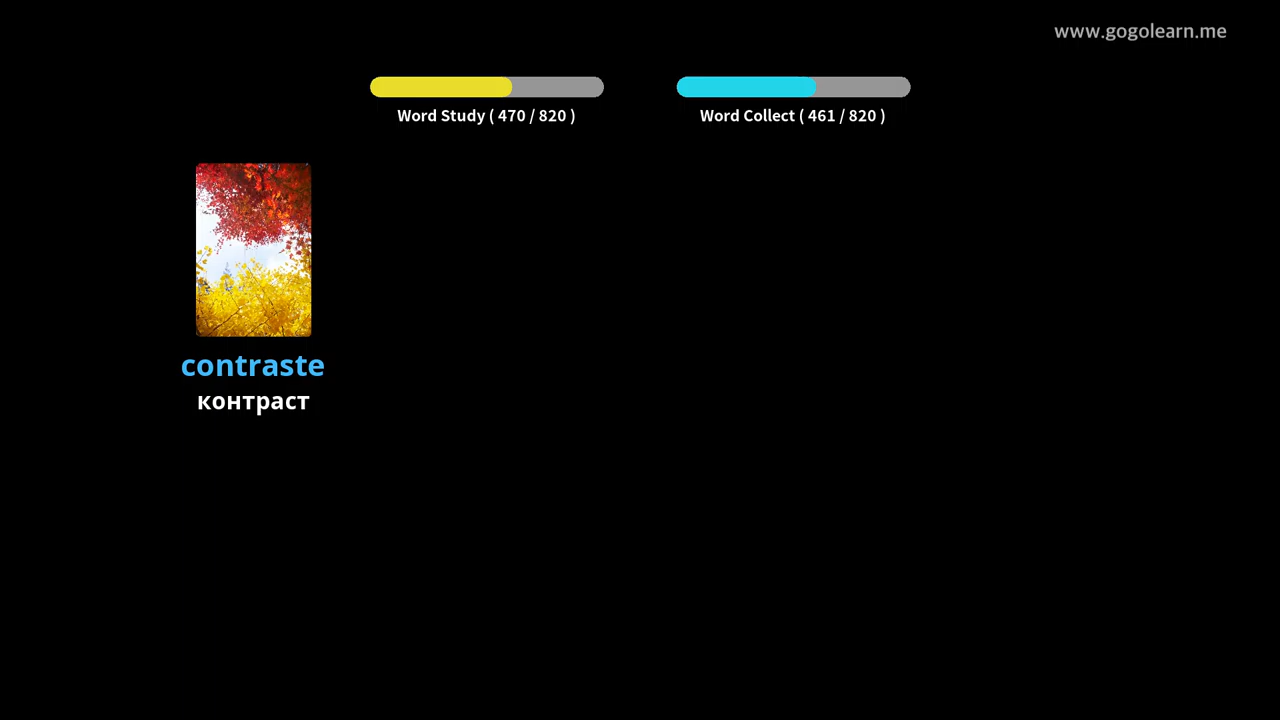 www.gogolearn.me
Word Study ( 470 / 820 )
Word Collect ( 461 / 820 )
contraste
контраст